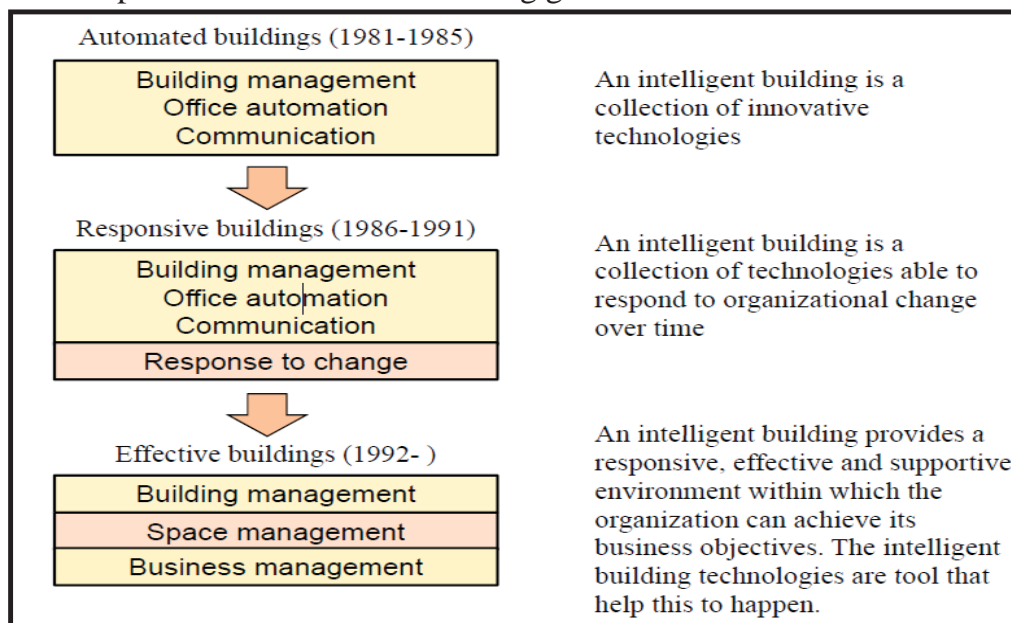 Automated buildings (1981-1985)
Building management
Office automation
Communication
An intelligent building is a
collection of innovative
technologies
Responsive buildings (1986-1991)
Building management
Office automation
Communication
Response to change
An intelligent building is a
collection of technologies able to
respond to organizational change
over time
Effective buildings (1992- )
Building management
Space management
Business management
An intelligent building provides a
responsive, effective and supportive
environment within which the
organization can achieve its
business objectives. The intelligent
building technologies are tool that
help this to happen.